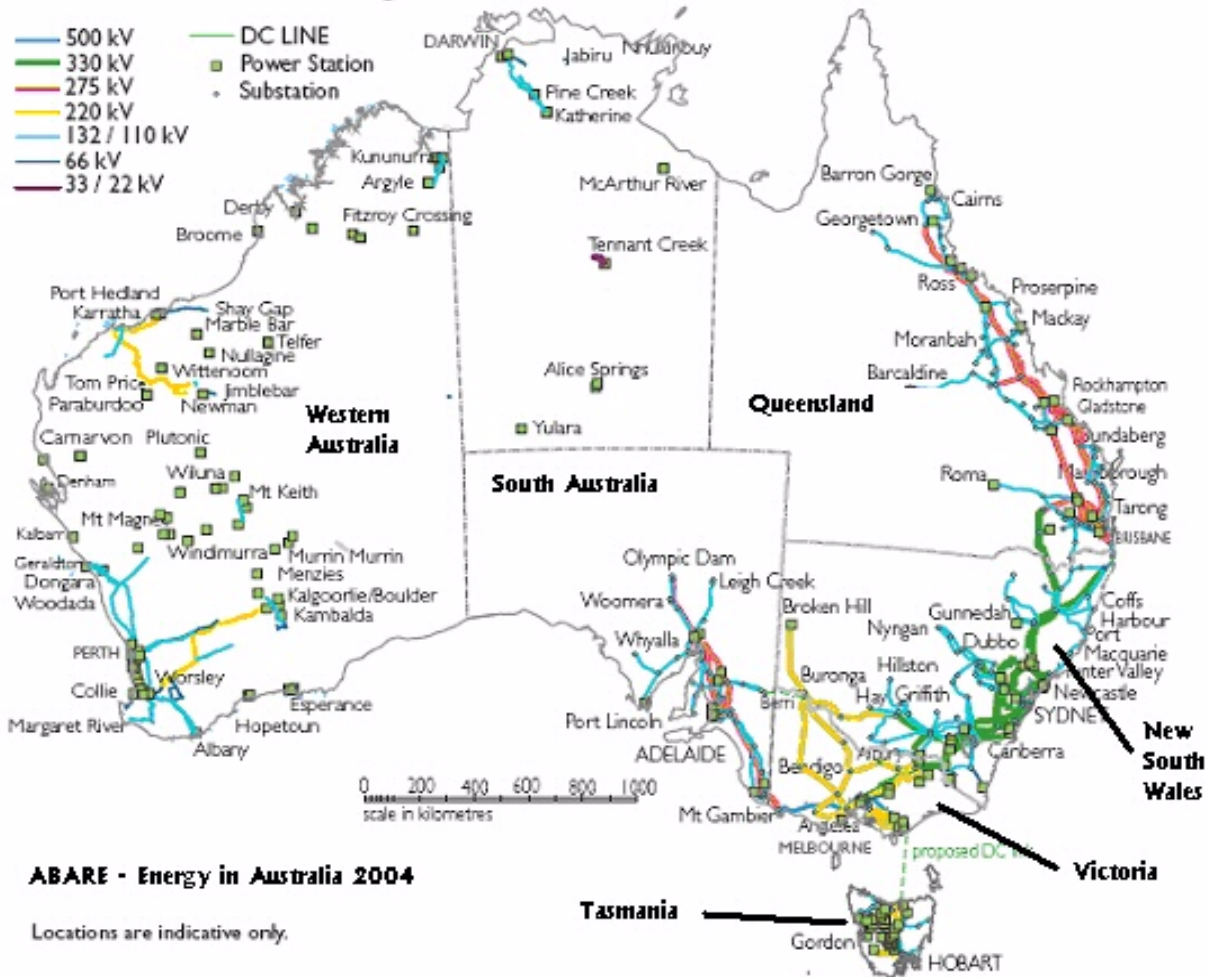 500 kV
330 kV
275 kV
220 kV
132 / 110 kV
66 kV
33 / 22 kV
DC LINE
Power Station
Substation
DARWIN
Jabiru
Nhulunbuy
Pine Creek
Katherine
Kununurra
Argyle
McArthur River
Derby
Fitzroy Crossing
Broome
Tennant Creek
Barron Gorge
Cairns
Georgetown
Port Hedland
Karratha
Shay Gap
Marble Bar
Telfer
Nullagine
Wittenoom
Tom Price
Jimblebar
Paraburdoo
Newman
Ross
Proserpine
Mackay
Moranbah
Barcaldine
Alice Springs
Yulara
Rockhampton
Gladstone
Western
Australia
Queensland
South Australia
Carnarvon
Plutonic
Denham
Wiluna
Mt Keith
Mt Magne
Kalbarri
Windimurra
Murrin Murrin
Geraldton
Dongara
Menzies
Woodada
Kalgoorlie/Boulder
Kambalda
undaberg
Roma
Maryborough
Tarong
BRISBANE
Olympic Dam
Leigh Creek
Woomera
Whyalla
Port Lincoln
ADELAIDE
Broken Hill
Gunnedah
Coffs
Harbour
Nyngan
Dubbo
Port
Macquarie
unter Valley
Newcastle
SYDNEY
Buronga
Hillston
Hay
Griffith
Berri
Canberra
Albury
Bendigo
PERTH
Worsley
Collie
Margaret River
Esperance
Hopetoun
Albany
0 200 400 600 800 1000
scale in kilometres
Mt Gambier
Anglesea
MELBOURNE
proposed DC
New
South
Wales
Victoria
Tasmania
Gordon
HOBART
ABARE - Energy in Australia 2004
Locations are indicative only.